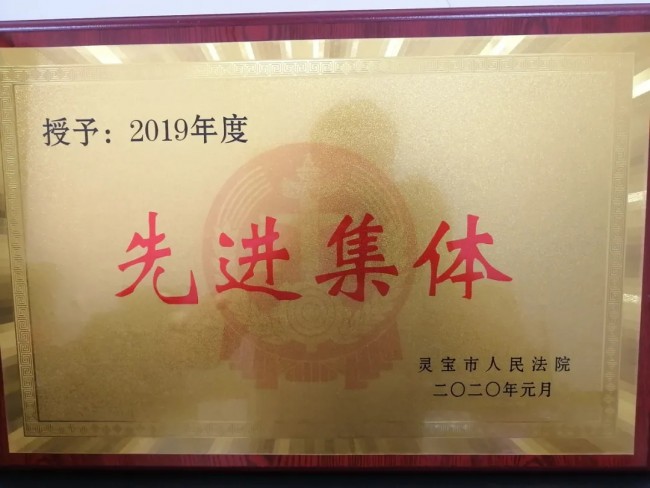 授予：2019年度
先进集体
灵宝市人民法院
二〇二〇年元月